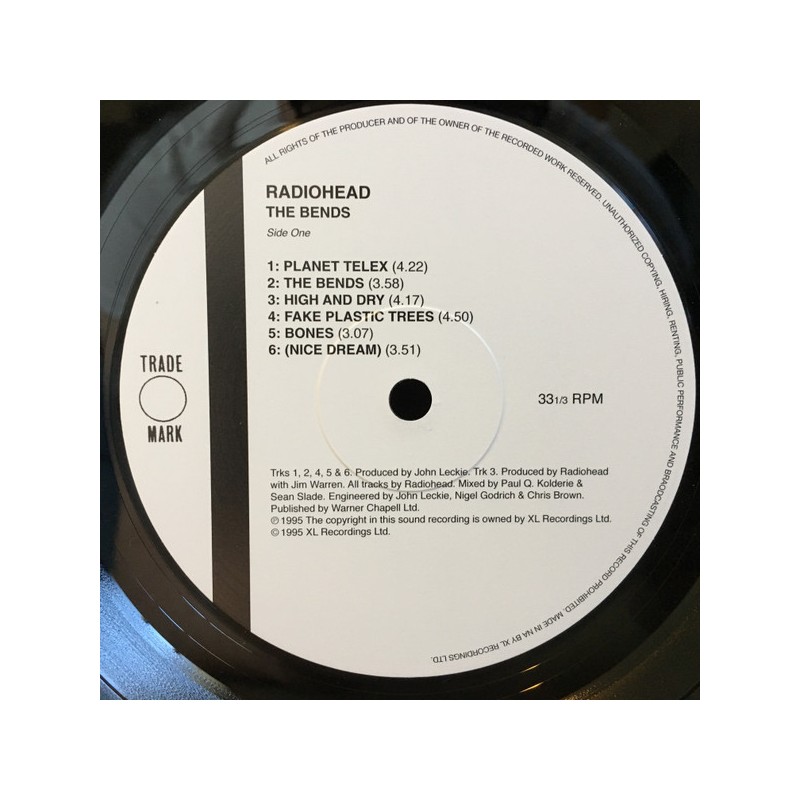 ALL RIGHTS OF THE PRODUCER AND OF THE OWNER OF THE RECORDED WORK RESERVED. UNAUTHORIZED COPYING, HIRING, RENTING, PUBLIC PERFORMANCE AND BRAODCASTING OF THIS RECORD PROHIBITED. MADE IN NA BY XL RECORDINGS LTD.
RADIOHEAD
THE BENDS
Side One
1: PLANET TELEX (4.22)
2: THE BENDS (3.58)
3: HIGH AND DRY (4.17)
4: FAKE PLASTIC TREES (4.50)
5: BONES (3.07)
6: (NICE DREAM) (3.51)
TRADE
MARK
33 1/3 RPM
Trks 1, 2, 4, 5 & 6. Produced by John Leckie. Trk 3. Produced by Radiohead
with Jim Warren. All tracks by Radiohead. Mixed by Paul Q. Kolderie &
Sean Slade. Engineered by John Leckie, Nigel Godrich & Chris Brown.
Published by Warner Chapell Ltd.
℗ 1995 The copyright in this sound recording is owned by XL Recordings Ltd.
© 1995 XL Recordings Ltd.